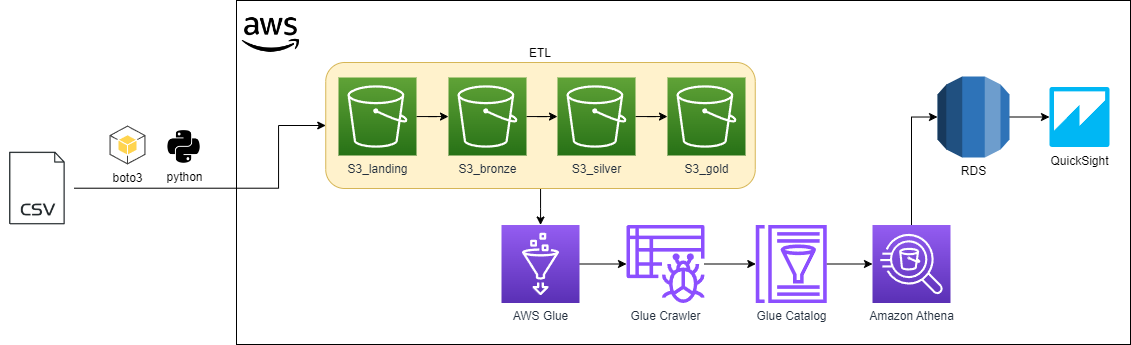 aws
ETL
S3_landing
S3_bronze
S3_silver
S3_gold
boto3
python
CSV
RDS
QuickSight
AWS Glue
Glue Crawler
Glue Catalog
Amazon Athena